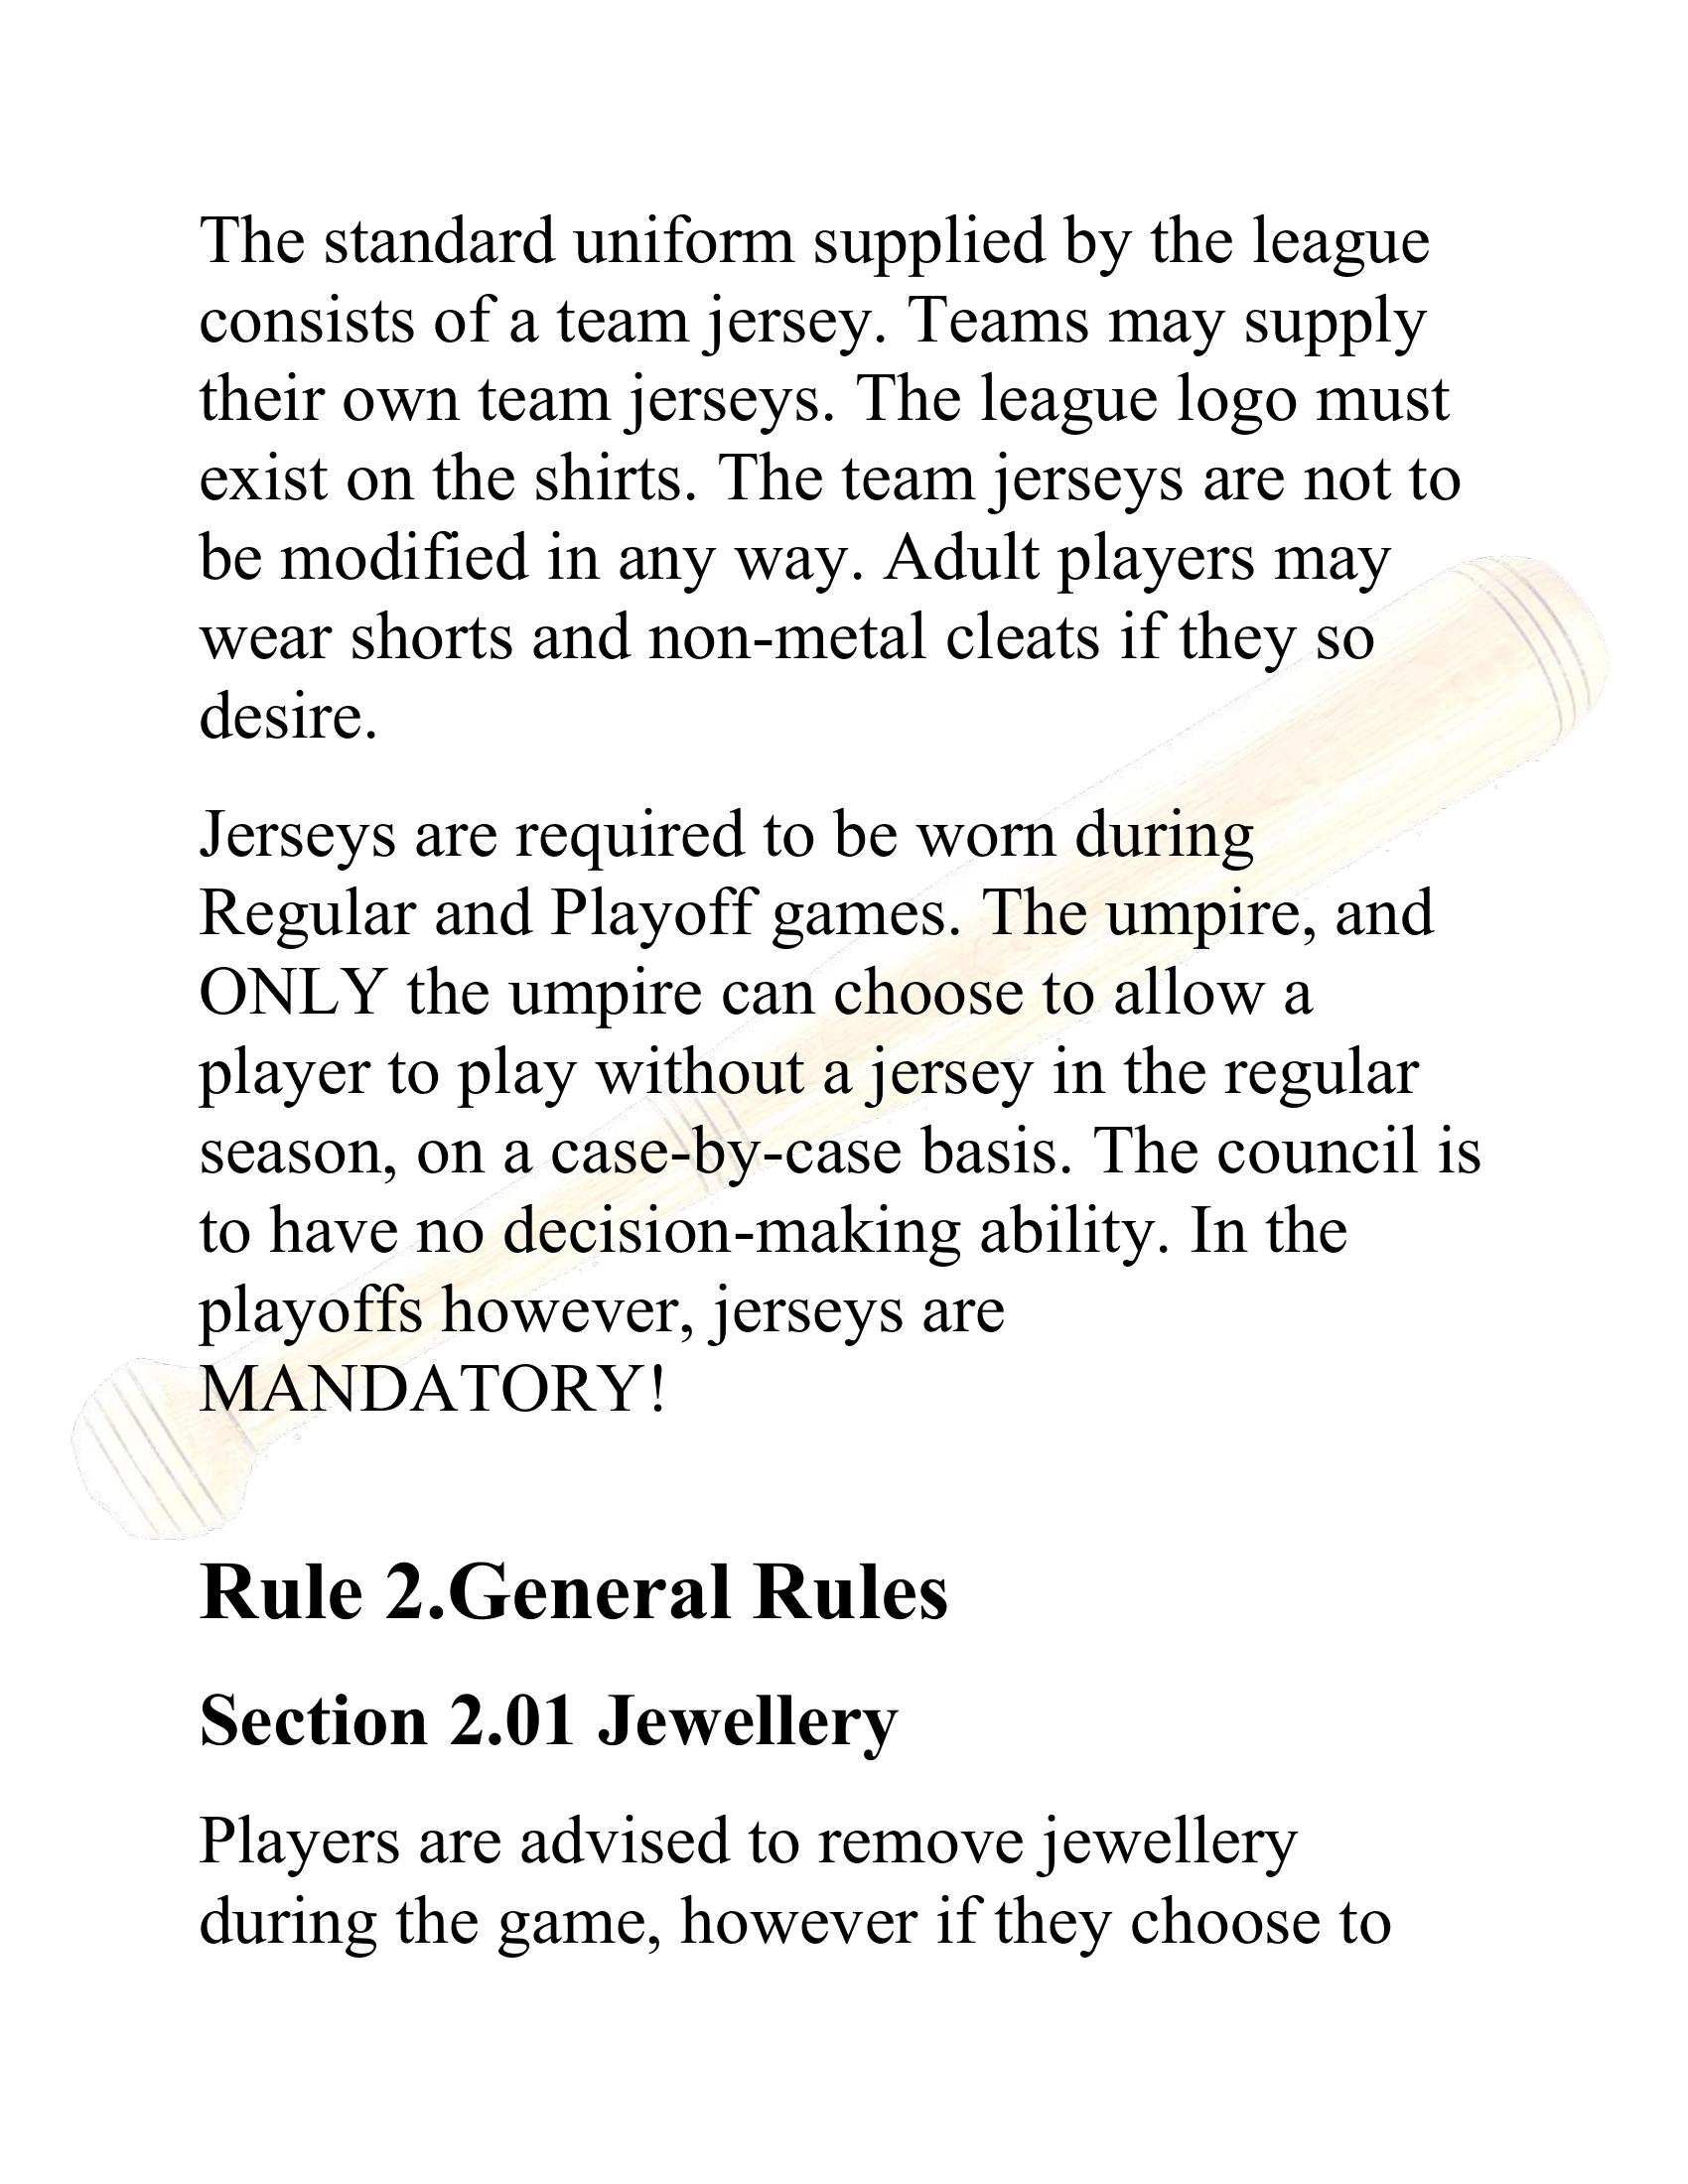 The standard uniform supplied by the league
consists of a team jersey. Teams may supply
their own team jerseys. The league logo must
exist on the shirts. The team jerseys are not to
be modified in any way. Adult players may
wear shorts and non-metal cleats if they so
desire.
Jerseys are required to be worn during
Regular and Playoff games. The umpire, and
ONLY the umpire can choose to allow a
player to play without a jersey in the regular
season, on a case-by-case basis. The council is
to have no decision-making ability. In the
playoffs however, jerseys are
MANDATORY!
Rule 2.General Rules
Section 2.01 Jewellery
Players are advised to remove jewellery
during the game, however if they choose to